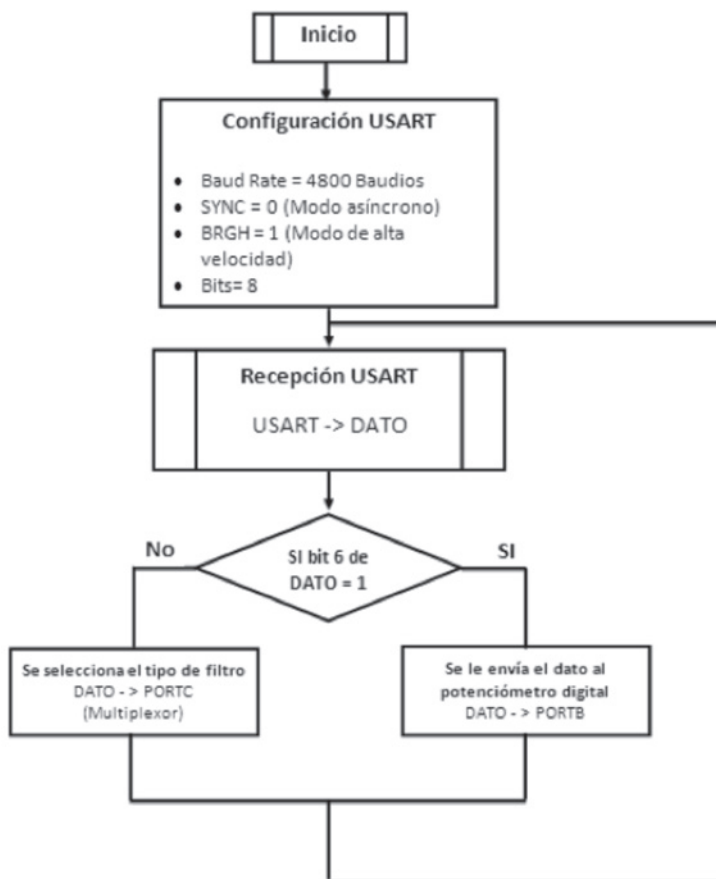 Inicio
Configuración USART
• Baud Rate = 4800 Baudios
• SYNC = 0 (Modo asíncrono)
• BRGH = 1 (Modo de alta
velocidad)
• Bits= 8
Recepción USART
USART -> DATO
SI bit 6 de
DATO = 1
No
SI
Se selecciona el tipo de filtro
DATO - > PORTC
(Multiplexor)
Se le envía el dato al
potenciómetro digital
DATO - > PORTB